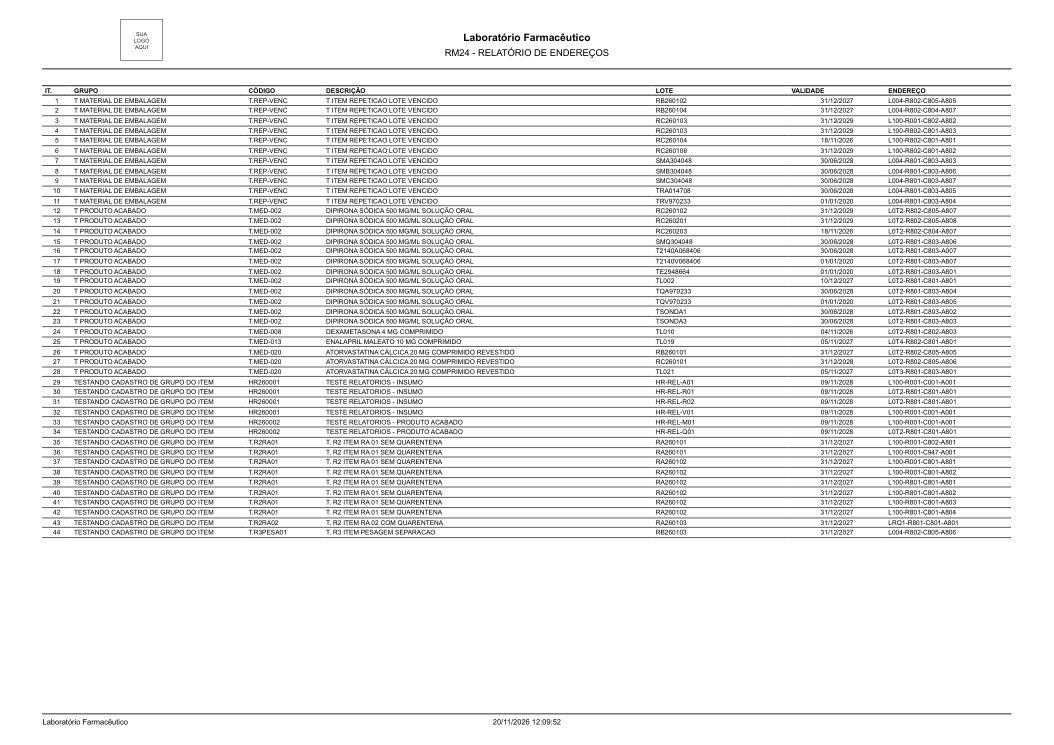 SUA
LOGO
AQUI
Laboratório Farmacêutico
RM24 - RELATÓRIO DE ENDEREÇOS
IT. GRUPO CÓDIGO DESCRIÇÃO LOTE VALIDADE ENDEREÇO
1 T MATERIAL DE EMBALAGEM T.REP-VENC T ITEM REPETICAO LOTE VENCIDO RB260102 31/12/2027 L004-R802-C805-A805
2 T MATERIAL DE EMBALAGEM T.REP-VENC T ITEM REPETICAO LOTE VENCIDO RB260104 31/12/2027 L004-R802-C804-A807
3 T MATERIAL DE EMBALAGEM T.REP-VENC T ITEM REPETICAO LOTE VENCIDO RC260103 31/12/2029 L100-R001-C802-A802
4 T MATERIAL DE EMBALAGEM T.REP-VENC T ITEM REPETICAO LOTE VENCIDO RC260103 31/12/2029 L100-R802-C801-A803
5 T MATERIAL DE EMBALAGEM T.REP-VENC T ITEM REPETICAO LOTE VENCIDO RC260104 18/11/2026 L100-R802-C801-A801
6 T MATERIAL DE EMBALAGEM T.REP-VENC T ITEM REPETICAO LOTE VENCIDO RC260106 31/12/2029 L100-R802-C801-A802
7 T MATERIAL DE EMBALAGEM T.REP-VENC T ITEM REPETICAO LOTE VENCIDO SMA304048 30/06/2028 L004-R801-C803-A803
8 T MATERIAL DE EMBALAGEM T.REP-VENC T ITEM REPETICAO LOTE VENCIDO SMB304048 30/06/2028 L004-R801-C803-A806
9 T MATERIAL DE EMBALAGEM T.REP-VENC T ITEM REPETICAO LOTE VENCIDO SMC304048 30/06/2028 L004-R801-C803-A807
10 T MATERIAL DE EMBALAGEM T.REP-VENC T ITEM REPETICAO LOTE VENCIDO TRA014708 30/06/2028 L004-R801-C803-A805
11 T MATERIAL DE EMBALAGEM T.REP-VENC T ITEM REPETICAO LOTE VENCIDO TRV970233 01/01/2020 L004-R801-C803-A804
12 T PRODUTO ACABADO T.MED-002 DIPIRONA SÓDICA 500 MG/ML SOLUÇÃO ORAL RC260102 31/12/2029 L0T2-R802-C805-A807
13 T PRODUTO ACABADO T.MED-002 DIPIRONA SÓDICA 500 MG/ML SOLUÇÃO ORAL RC260201 31/12/2029 L0T2-R802-C805-A808
14 T PRODUTO ACABADO T.MED-002 DIPIRONA SÓDICA 500 MG/ML SOLUÇÃO ORAL RC260203 18/11/2026 L0T2-R802-C804-A807
15 T PRODUTO ACABADO T.MED-002 DIPIRONA SÓDICA 500 MG/ML SOLUÇÃO ORAL SMQ304048 30/06/2028 L0T2-R801-C803-A806
16 T PRODUTO ACABADO T.MED-002 DIPIRONA SÓDICA 500 MG/ML SOLUÇÃO ORAL T2140A068406 30/06/2028 L0T2-R801-C803-A007
17 T PRODUTO ACABADO T.MED-002 DIPIRONA SÓDICA 500 MG/ML SOLUÇÃO ORAL T2140V068406 01/01/2020 L0T2-R801-C803-A807
18 T PRODUTO ACABADO T.MED-002 DIPIRONA SÓDICA 500 MG/ML SOLUÇÃO ORAL TE2948664 01/01/2020 L0T2-R801-C803-A801
19 T PRODUTO ACABADO T.MED-002 DIPIRONA SÓDICA 500 MG/ML SOLUÇÃO ORAL TL002 10/12/2027 L0T2-R801-C801-A801
20 T PRODUTO ACABADO T.MED-002 DIPIRONA SÓDICA 500 MG/ML SOLUÇÃO ORAL TQA970233 30/06/2028 L0T2-R801-C803-A804
21 T PRODUTO ACABADO T.MED-002 DIPIRONA SÓDICA 500 MG/ML SOLUÇÃO ORAL TQV970233 01/01/2020 L0T2-R801-C803-A805
22 T PRODUTO ACABADO T.MED-002 DIPIRONA SÓDICA 500 MG/ML SOLUÇÃO ORAL TSONDA1 30/06/2028 L0T2-R801-C803-A802
23 T PRODUTO ACABADO T.MED-002 DIPIRONA SÓDICA 500 MG/ML SOLUÇÃO ORAL TSONDA3 30/06/2028 L0T2-R801-C803-A803
24 T PRODUTO ACABADO T.MED-008 DEXAMETASONA 4 MG COMPRIMIDO TL010 04/11/2026 L0T2-R801-C802-A803
25 T PRODUTO ACABADO T.MED-013 ENALAPRIL MALEATO 10 MG COMPRIMIDO TL019 05/11/2027 L0T4-R802-C801-A801
26 T PRODUTO ACABADO T.MED-020 ATORVASTATINA CÁLCICA 20 MG COMPRIMIDO REVESTIDO RB260101 31/12/2027 L0T2-R802-C805-A805
27 T PRODUTO ACABADO T.MED-020 ATORVASTATINA CÁLCICA 20 MG COMPRIMIDO REVESTIDO RC260101 31/12/2028 L0T2-R802-C805-A806
28 T PRODUTO ACABADO T.MED-020 ATORVASTATINA CÁLCICA 20 MG COMPRIMIDO REVESTIDO TL021 05/11/2027 L0T3-R801-C801-A801
29 TESTANDO CADASTRO DE GRUPO DO ITEM HR260001 TESTE RELATORIOS - INSUMO HR-REL-A01 09/11/2028 L100-R001-C001-A001
30 TESTANDO CADASTRO DE GRUPO DO ITEM HR260001 TESTE RELATORIOS - INSUMO HR-REL-R01 09/11/2028 L0T2-R801-C801-A801
31 TESTANDO CADASTRO DE GRUPO DO ITEM HR260001 TESTE RELATORIOS - INSUMO HR-REL-R02 09/11/2028 L0T2-R801-C801-A801
32 TESTANDO CADASTRO DE GRUPO DO ITEM HR260001 TESTE RELATORIOS - INSUMO HR-REL-V01 09/11/2028 L100-R001-C001-A001
33 TESTANDO CADASTRO DE GRUPO DO ITEM HR260002 TESTE RELATORIOS - PRODUTO ACABADO HR-REL-M01 09/11/2028 L100-R001-C001-A001
34 TESTANDO CADASTRO DE GRUPO DO ITEM HR260002 TESTE RELATORIOS - PRODUTO ACABADO HR-REL-Q01 09/11/2028 L0T2-R801-C801-A801
35 TESTANDO CADASTRO DE GRUPO DO ITEM T.R2RA01 T. R2 ITEM RA 01 SEM QUARENTENA RA260101 31/12/2027 L100-R001-C802-A801
36 TESTANDO CADASTRO DE GRUPO DO ITEM T.R2RA01 T. R2 ITEM RA 01 SEM QUARENTENA RA260101 31/12/2027 L100-R001-C947-A001
37 TESTANDO CADASTRO DE GRUPO DO ITEM T.R2RA01 T. R2 ITEM RA 01 SEM QUARENTENA RA260102 31/12/2027 L100-R001-C801-A801
38 TESTANDO CADASTRO DE GRUPO DO ITEM T.R2RA01 T. R2 ITEM RA 01 SEM QUARENTENA RA260102 31/12/2027 L100-R001-C801-A802
39 TESTANDO CADASTRO DE GRUPO DO ITEM T.R2RA01 T. R2 ITEM RA 01 SEM QUARENTENA RA260102 31/12/2027 L100-R801-C801-A801
40 TESTANDO CADASTRO DE GRUPO DO ITEM T.R2RA01 T. R2 ITEM RA 01 SEM QUARENTENA RA260102 31/12/2027 L100-R801-C801-A802
41 TESTANDO CADASTRO DE GRUPO DO ITEM T.R2RA01 T. R2 ITEM RA 01 SEM QUARENTENA RA260102 31/12/2027 L100-R801-C801-A803
42 TESTANDO CADASTRO DE GRUPO DO ITEM T.R2RA01 T. R2 ITEM RA 01 SEM QUARENTENA RA260102 31/12/2027 L100-R801-C801-A804
43 TESTANDO CADASTRO DE GRUPO DO ITEM T.R2RA02 T. R2 ITEM RA 02 COM QUARENTENA RA260103 31/12/2027 LRQ1-R801-C801-A801
44 TESTANDO CADASTRO DE GRUPO DO ITEM T.R3PESA01 T. R3 ITEM PESAGEM SEPARACAO RB260103 31/12/2027 L004-R802-C805-A806
Laboratório Farmacêutico 20/11/2026 12:09:52